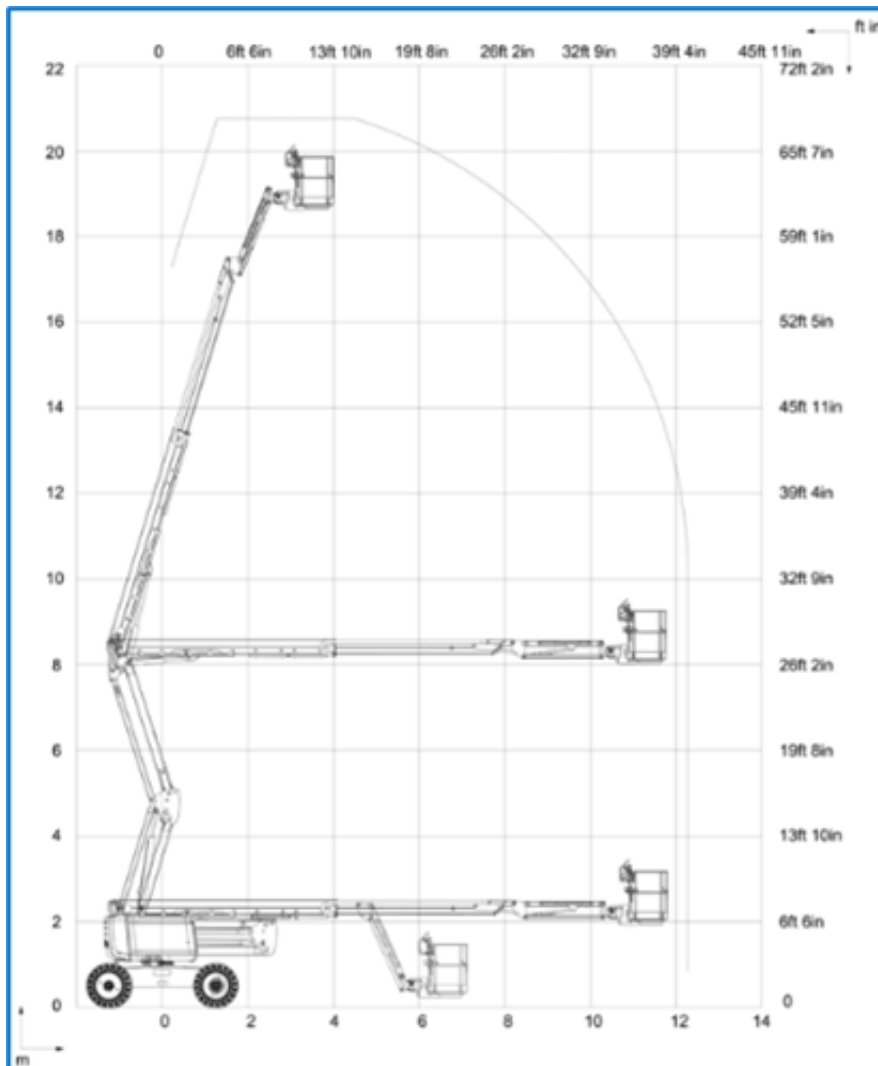 ft in
0 6ft 6in 13ft 10in 19ft 8in 26ft 2in 32ft 9in 39ft 4in 45ft 11in
22 72ft 2in
20 65ft 7in
18 59ft 1in
16 52ft 5in
14 45ft 11in
12 39ft 4in
10 32ft 9in
8 26ft 2in
6 19ft 8in
4 13ft 10in
2 6ft 6in
0 0
0 2 4 6 8 10 12 14
m